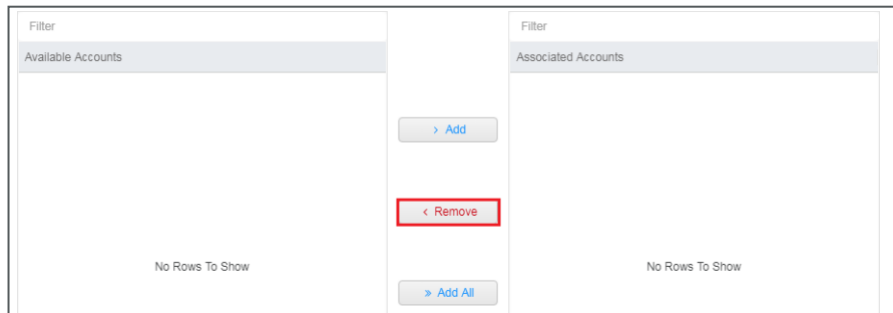 Filter
Available Accounts
No Rows To Show
> Add
< Remove
» Add All
Filter
Associated Accounts
No Rows To Show